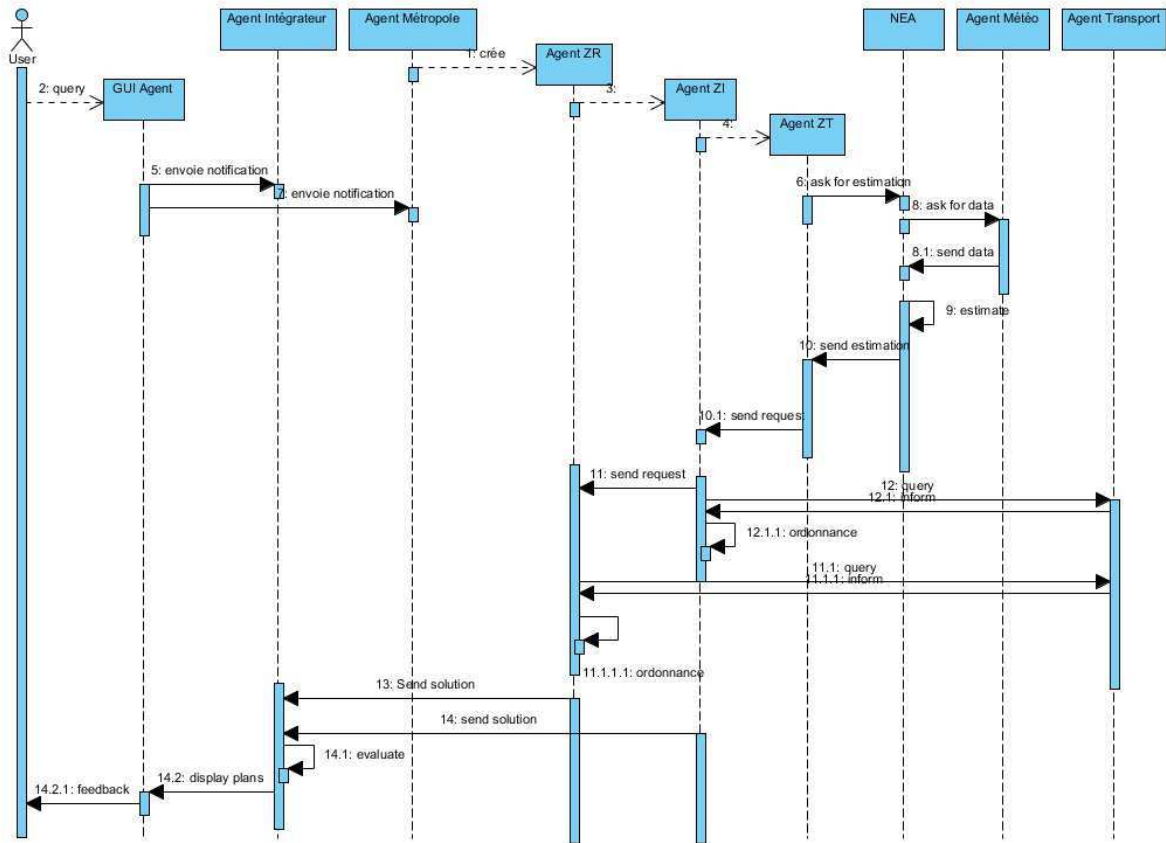 Agent Intégrateur
Agent Métropole
NEA
Agent Météo
Agent Transport
User
1: crée
Agent ZR
2: query
GUI Agent
3:
Agent ZI
4:
Agent ZT
5: envoie notification
6: ask for estimation
7: envoie notification
8: ask for data
8.1: send data
9: estimate
10: send estimation
10.1: send request
11: send request
12: query
12.1: inform
12.1.1: ordonnance
11.1: query
11.1.1: inform
11.1.1.1: ordonnance
13: Send solution
14: send solution
14.1: evaluate
14.2: display plans
14.2.1: feedback